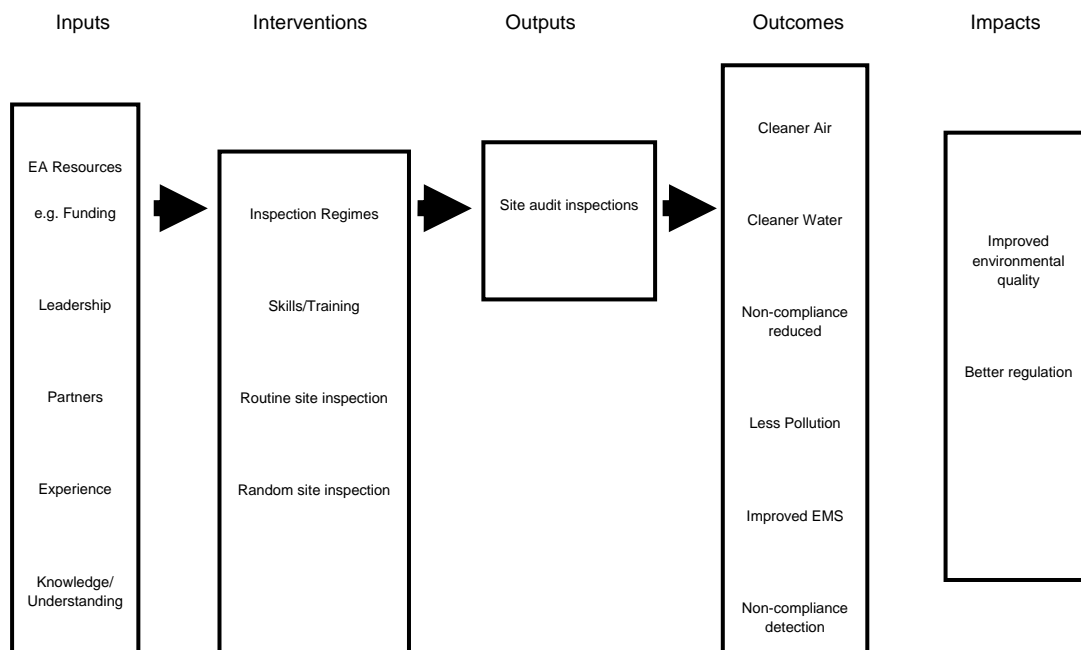 Inputs
Interventions
Outputs
Outcomes
Impacts
EA Resources
e.g. Funding
Leadership
Partners
Experience
Knowledge/
Understanding
Inspection Regimes
Skills/Training
Routine site inspection
Random site inspection
Site audit inspections
Cleaner Air
Cleaner Water
Non-compliance
reduced
Less Pollution
Improved EMS
Non-compliance
detection
Improved
environmental
quality
Better regulation